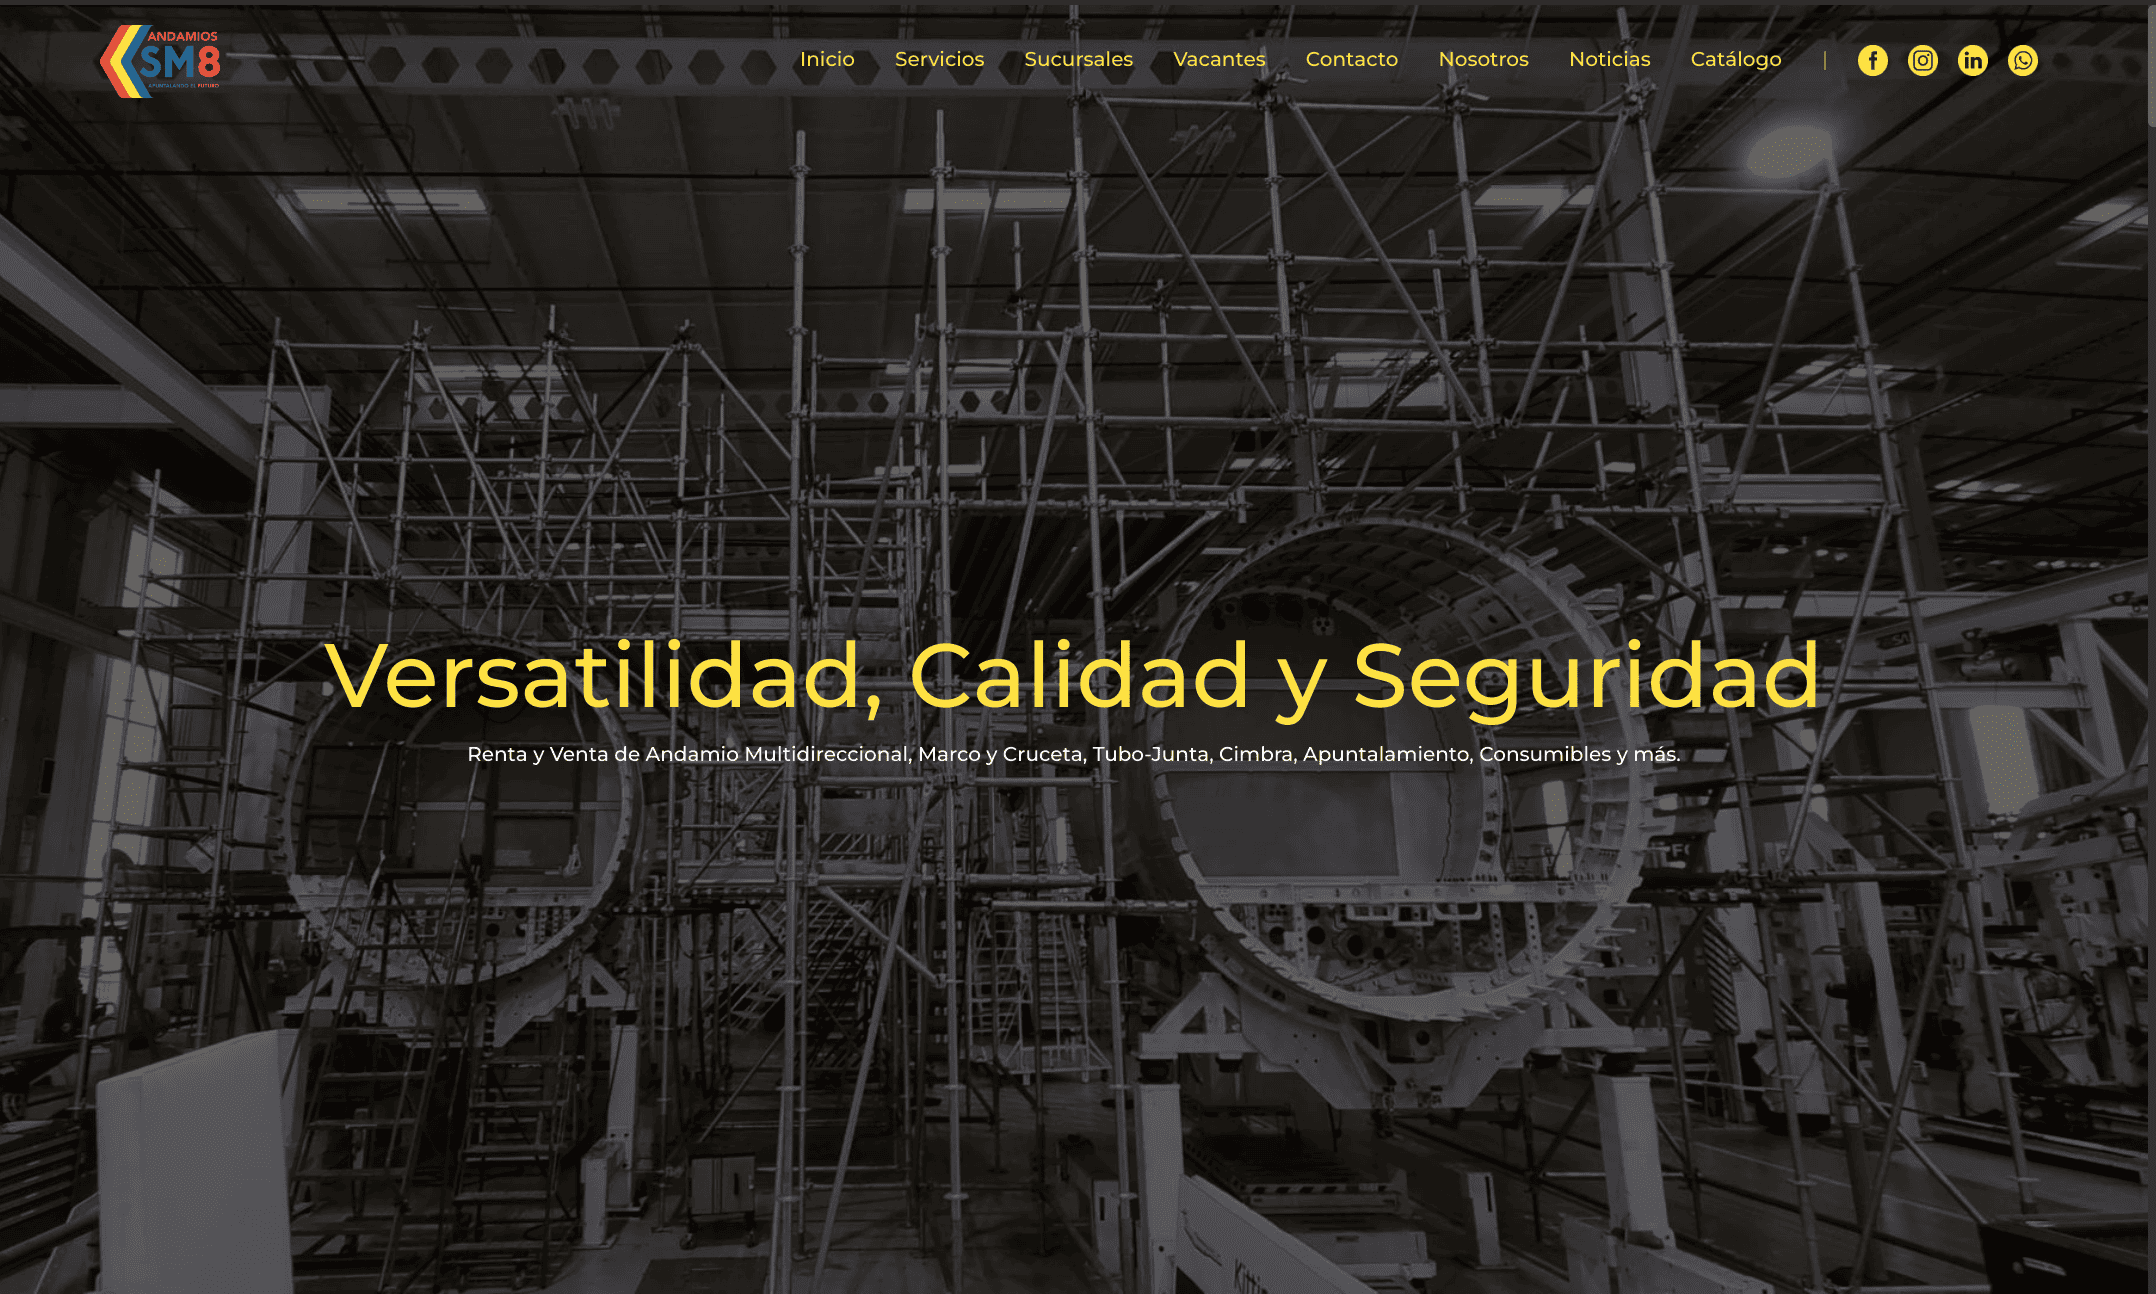 ANDAMIOS
SM8
APUNTALANDO EL FUTURO
Inicio Servicios Sucursales Vacantes Contacto Nosotros Noticias Catálogo |
Versatilidad, Calidad y Seguridad
Renta y Venta de Andamio Multidireccional, Marco y Cruceta, Tubo-Junta, Cimbra, Apuntalamiento, Consumibles y más.